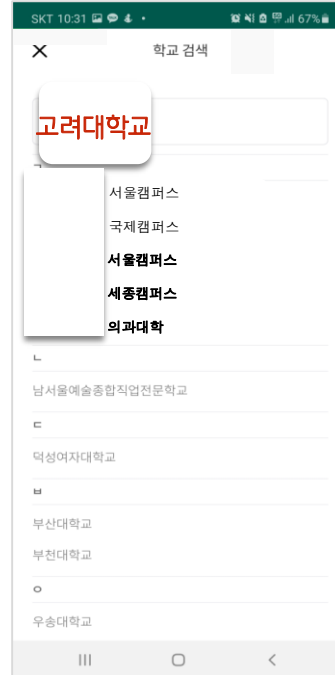 SKT 10:31
67%
학교 검색
고려대학교
서울캠퍼스
국제캠퍼스
서울캠퍼스
세종캠퍼스
의과대학
ㄴ
남서울예술종합직업전문학교
ㄷ
덕성여자대학교
ㅂ
부산대학교
부천대학교
ㅇ
우송대학교